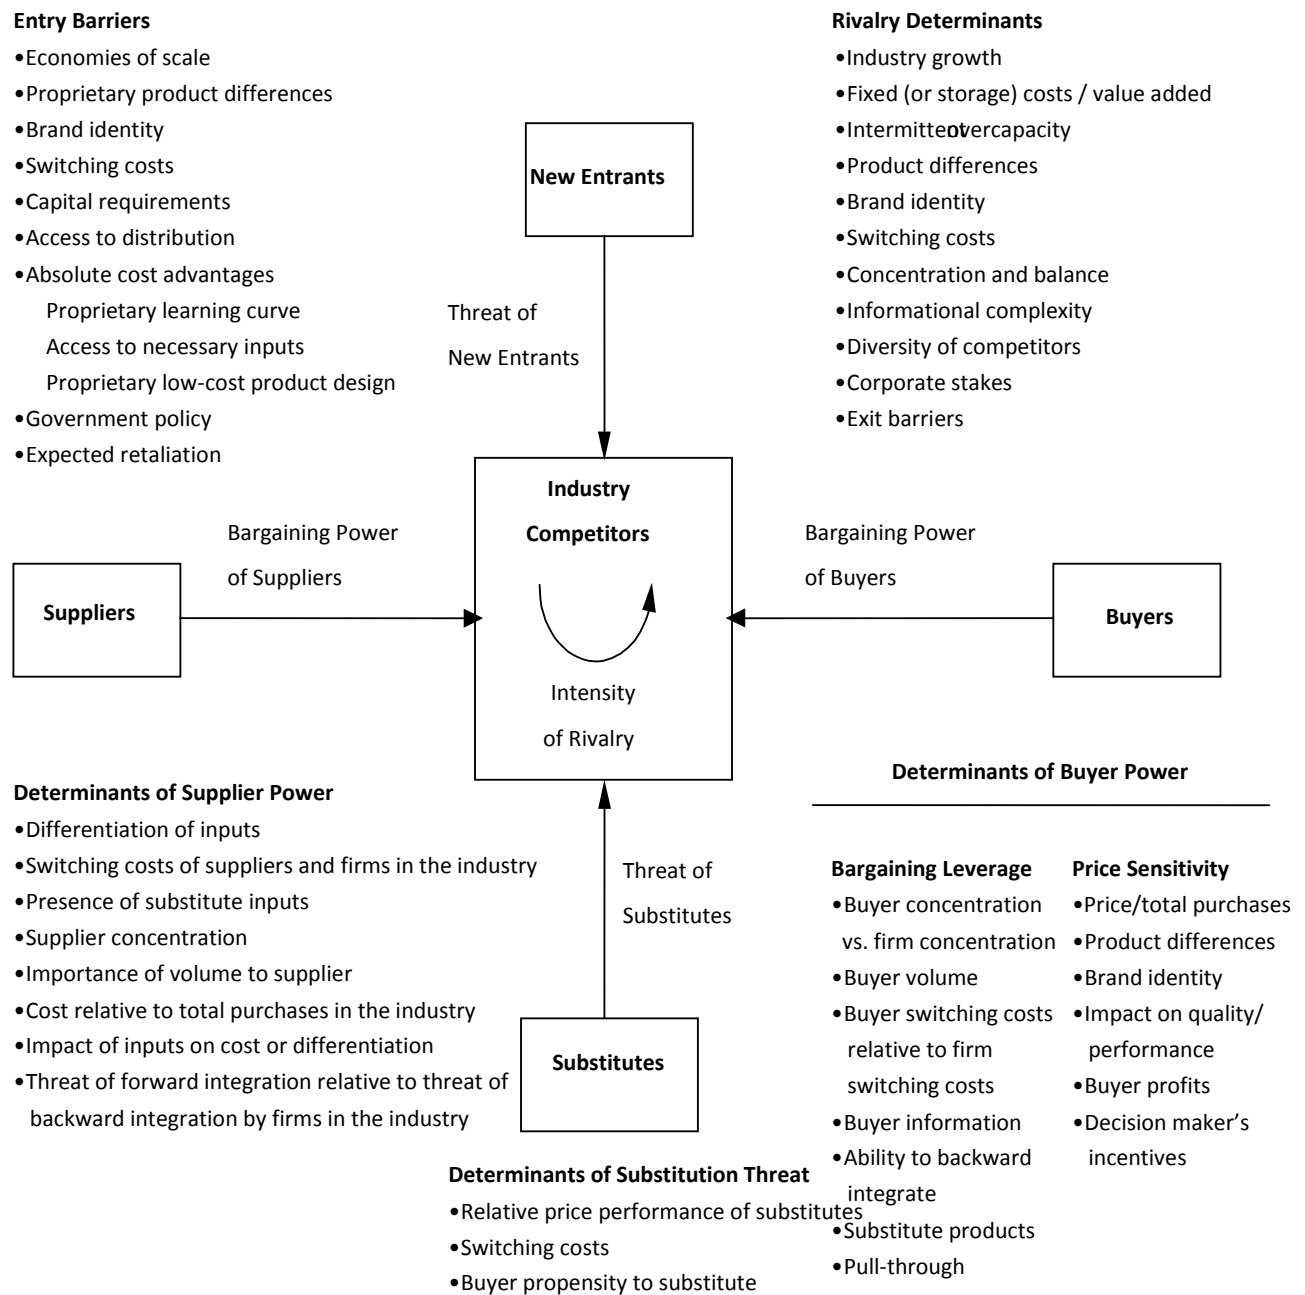 Entry Barriers
•Economies of scale
•Proprietary product differences
•Brand identity
•Switching costs
•Capital requirements
•Access to distribution
•Absolute cost advantages
Proprietary learning curve
Access to necessary inputs
Proprietary low-cost product design
•Government policy
•Expected retaliation
New Entrants
Threat of
New Entrants
Rivalry Determinants
•Industry growth
•Fixed (or storage) costs / value added
•Intermittent overcapacity
•Product differences
•Brand identity
•Switching costs
•Concentration and balance
•Informational complexity
•Diversity of competitors
•Corporate stakes
•Exit barriers
Suppliers
Bargaining Power
of Suppliers
Industry
Competitors
Intensity
of Rivalry
Bargaining Power
of Buyers
Buyers
Determinants of Supplier Power
•Differentiation of inputs
•Switching costs of suppliers and firms in the industry
•Presence of substitute inputs
•Supplier concentration
•Importance of volume to supplier
•Cost relative to total purchases in the industry
•Impact of inputs on cost or differentiation
•Threat of forward integration relative to threat of
backward integration by firms in the industry
Threat of
Substitutes
Substitutes
Determinants of Substitution Threat
•Relative price performance of substitutes
•Switching costs
•Buyer propensity to substitute
Determinants of Buyer Power
Bargaining Leverage
•Buyer concentration
vs. firm concentration
•Buyer volume
•Buyer switching costs
relative to firm
switching costs
•Buyer information
•Ability to backward
integrate
•Substitute products
•Pull-through
Price Sensitivity
•Price/total purchases
•Product differences
•Brand identity
•Impact on quality/
performance
•Buyer profits
•Decision maker’s
incentives